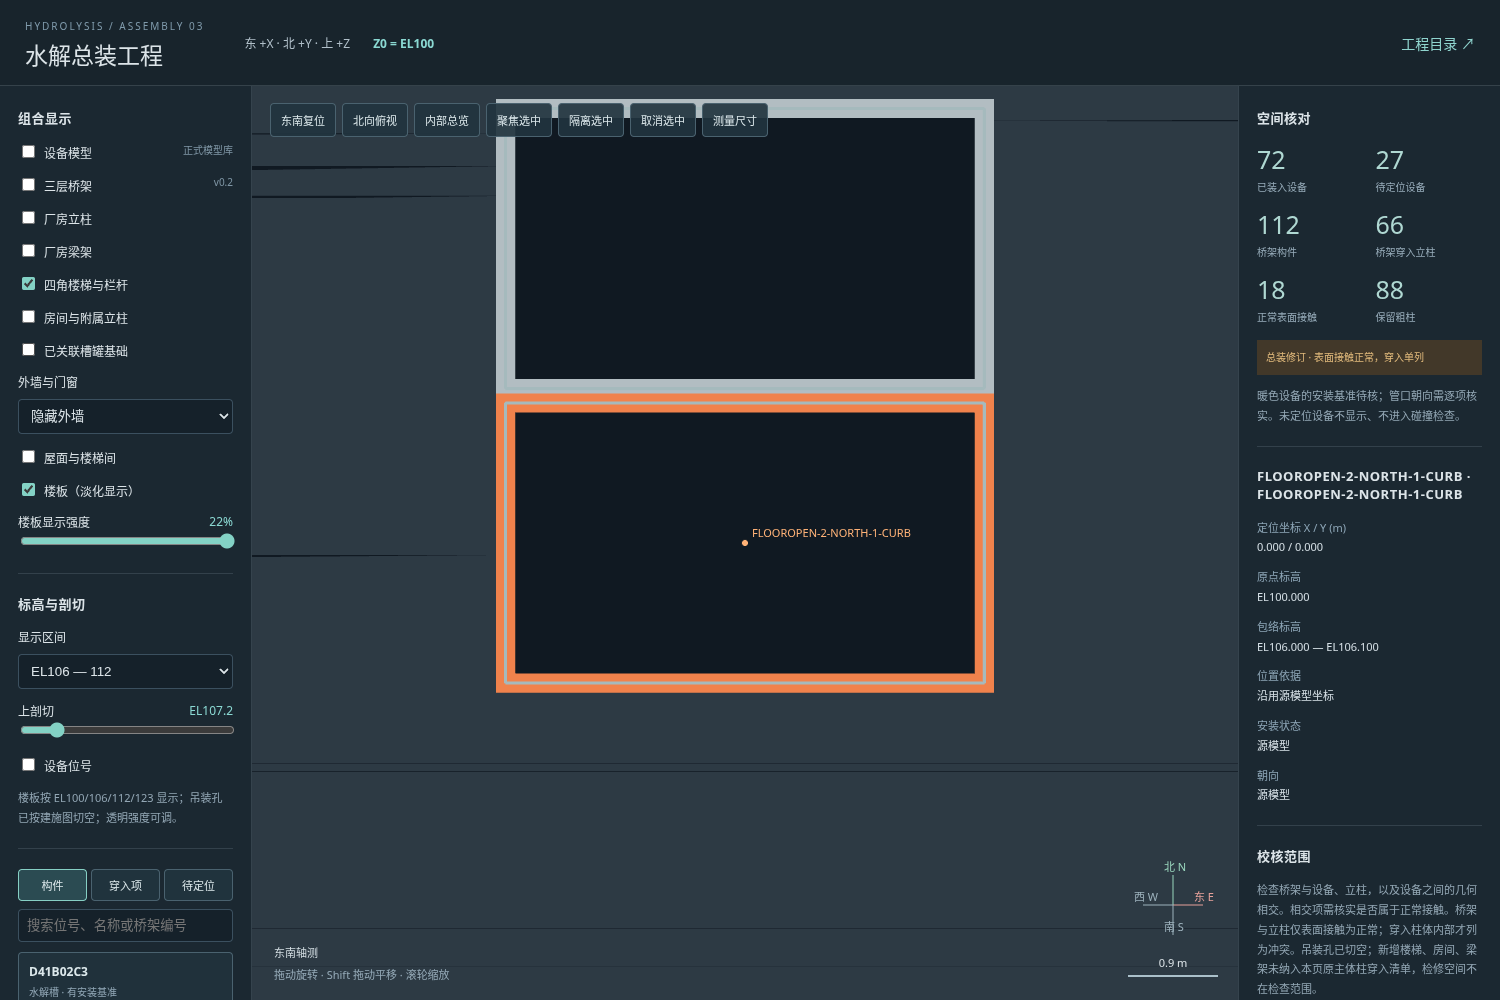 HYDROLYSIS / ASSEMBLY 03
水解总装工程
东 +X · 北 +Y · 上 +Z
Z0 = EL100
工程目录 ↗
组合显示
设备模型
正式模型库
三层桥架
v0.2
厂房立柱
厂房梁架
四角楼梯与栏杆
房间与附属立柱
已关联槽罐基础
外墙与门窗
隐藏外墙
屋面与楼梯间
楼板（淡化显示）
楼板显示强度
22%
标高与剖切
显示区间
EL106 — 112
上剖切
EL107.2
设备位号
楼板按 EL100/106/112/123 显示；吊装孔
已按建施图切空；透明强度可调。
构件
穿入项
待定位
搜索位号、名称或桥架编号
D41B02C3
水解槽 · 有安装基准
东南复位
北向俯视
内部总览
聚焦选中
隔离选中
取消选中
测量尺寸
FLOOROPEN-2-NORTH-1-CURB
北 N
西 W
东 E
南 S
0.9 m
东南轴测
拖动旋转 · Shift 拖动平移 · 滚轮缩放
空间核对
72
已装入设备
27
待定位设备
112
桥架构件
66
桥架穿入立柱
18
正常表面接触
88
保留粗柱
总装修订 · 表面接触正常，穿入单列
暖色设备的安装基准待核；管口朝向需逐项核
实。未定位设备不显示、不进入碰撞检查。
FLOOROPEN-2-NORTH-1-CURB ·
FLOOROPEN-2-NORTH-1-CURB
定位坐标 X / Y (m)
0.000 / 0.000
原点标高
EL100.000
包络标高
EL106.000 — EL106.100
位置依据
沿用源模型坐标
安装状态
源模型
朝向
源模型
校核范围
检查桥架与设备、立柱，以及设备之间的几何
相交。相交项需核实是否属于正常接触。桥架
与立柱仅表面接触为正常；穿入柱体内部才列
为冲突。吊装孔已切空；新增楼梯、房间、梁
架未纳入本页原主体柱穿入清单，检修空间不
在检查范围。